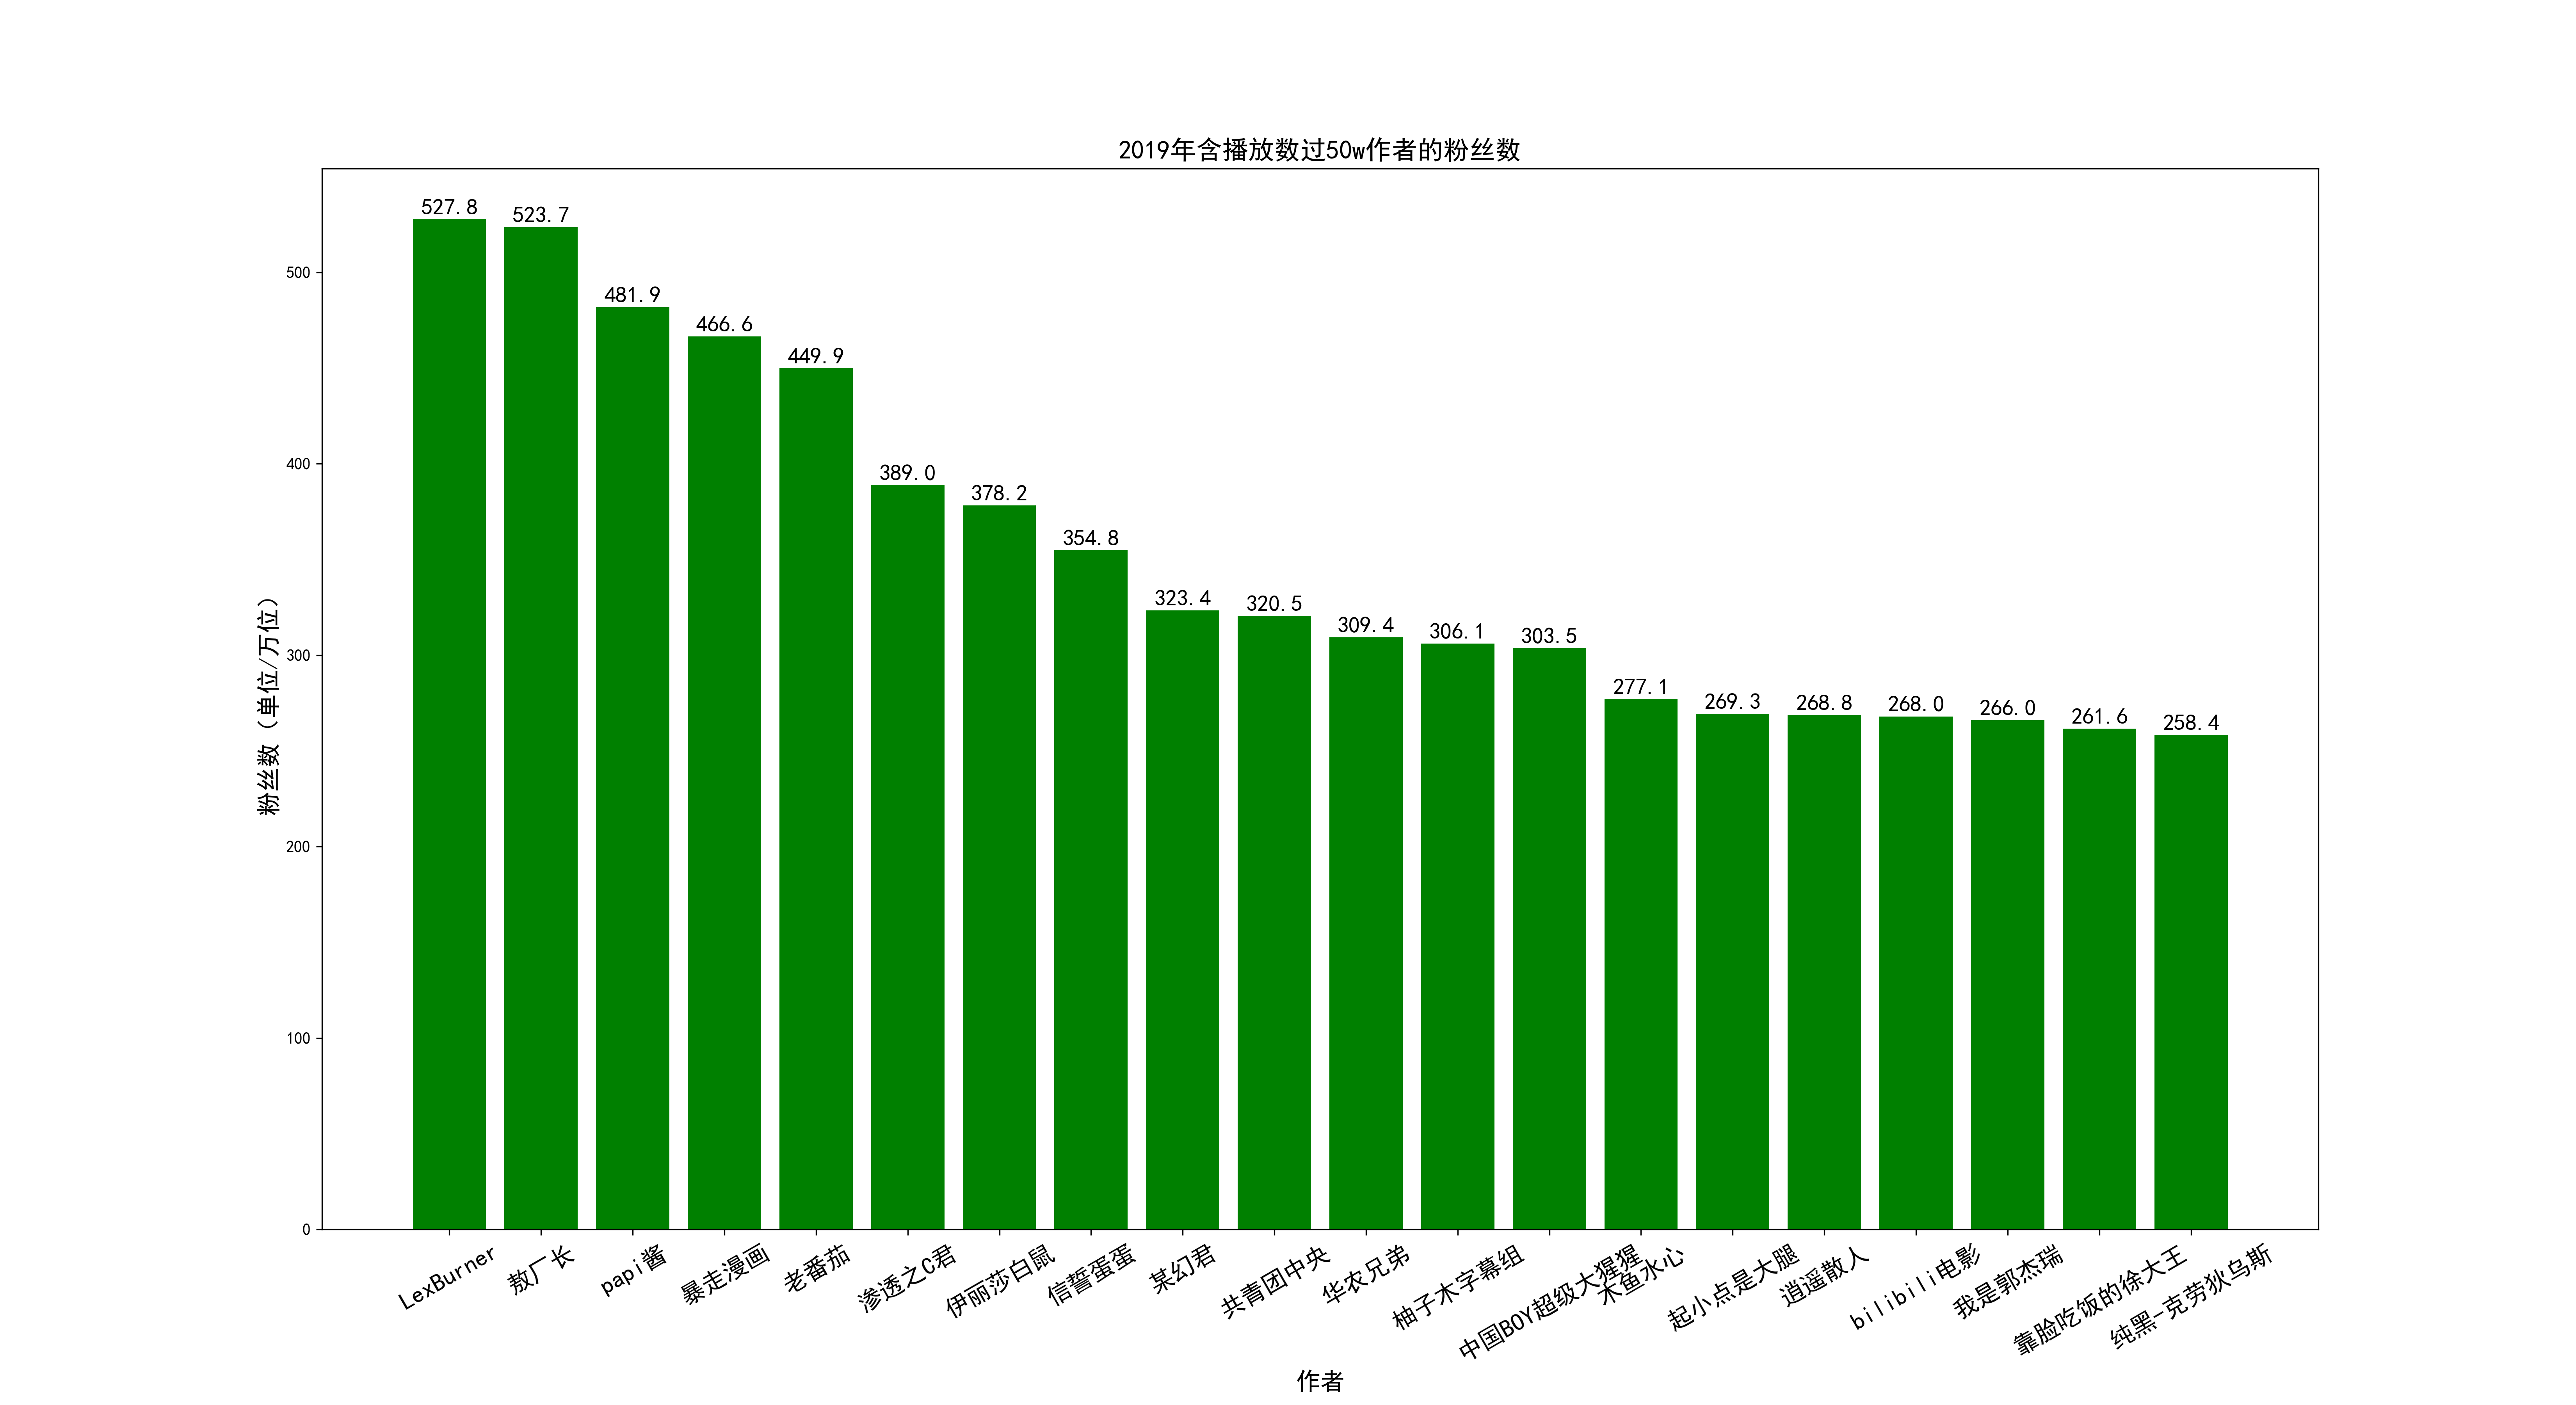 2019年含播放数过50w作者的粉丝数
527.8
523.7
481.9
466.6
449.9
389.0
378.2
354.8
323.4
320.5
309.4
306.1
303.5
277.1
269.3
268.8
268.0
266.0
261.6
258.4
粉丝数（单位/万位）
500
400
300
200
100
0
LexBurner
敖厂长
papi酱
暴走漫画
老番茄
渗透之C君
伊丽莎白鼠
信誓蛋蛋
某幻君
共青团中央
华农兄弟
柚子木字幕组
中国BOY超级大猩猩
木鱼水心
起小点是大腿
逍遥散人
bilibili电影
我是郭杰瑞
靠脸吃饭的徐大王
纯黑-克劳狄乌斯
作者